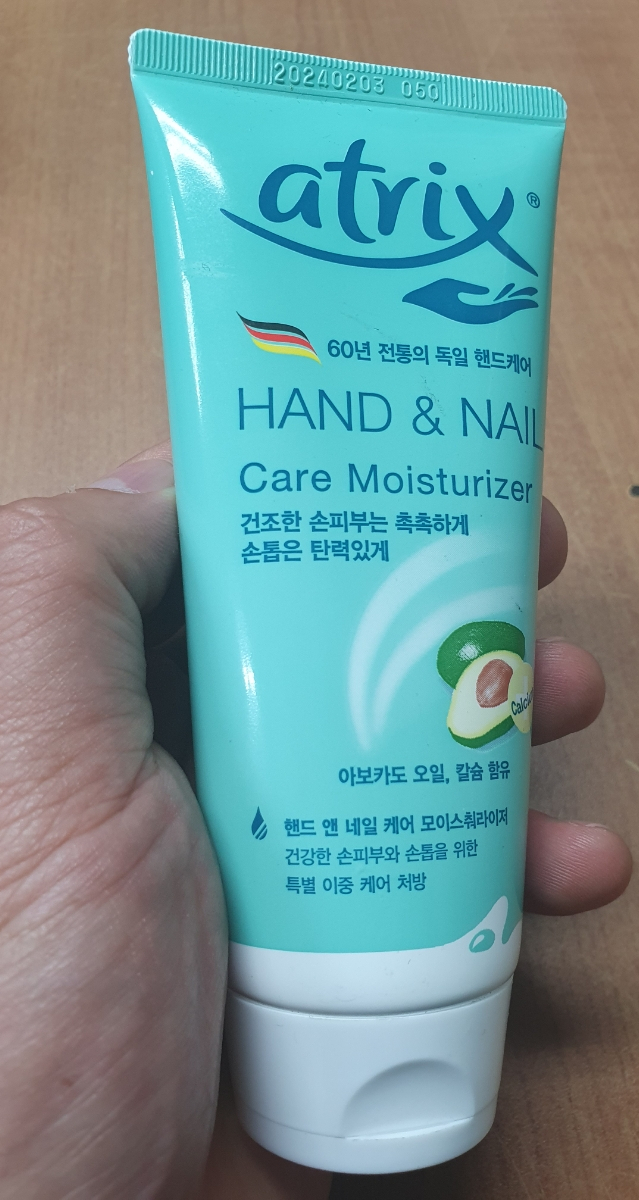 20240203 050
atrix®
60년 전통의 독일 핸드케어
HAND & NAIL
Care Moisturizer
건조한 손피부는 촉촉하게
손톱은 탄력있게
아보카도 오일, 칼슘 함유
핸드 앤 네일 케어 모이스춰라이저
건강한 손피부와 손톱을 위한
특별 이중 케어 처방